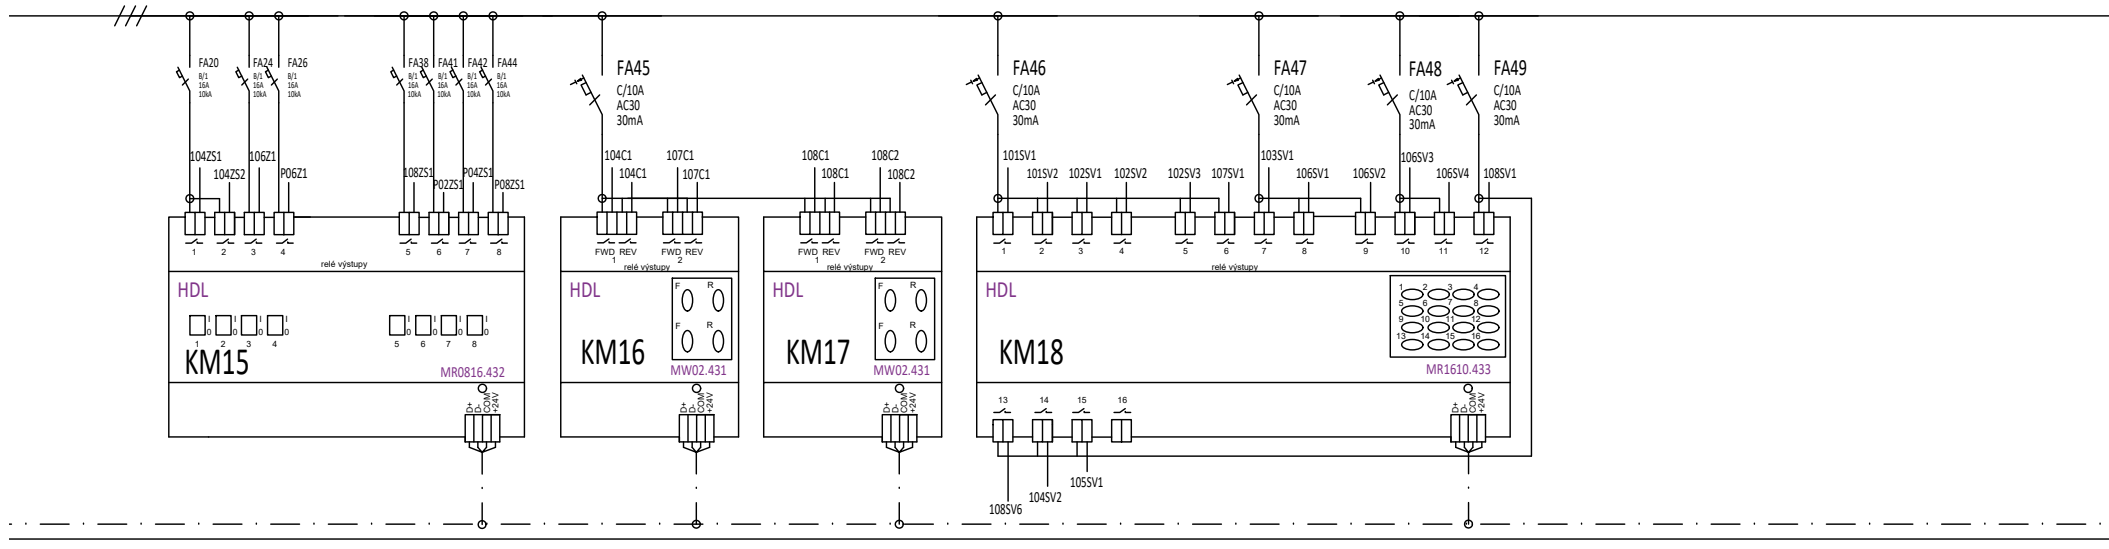 FA20
B/1
16A
10kA
FA24
B/1
16A
10kA
FA26
B/1
16A
10kA
FA38
B/1
16A
10kA
FA41
B/1
16A
10kA
FA42
B/1
16A
10kA
FA44
B/1
16A
10kA
FA45
C/10A
AC30
30mA
FA46
C/10A
AC30
30mA
FA47
C/10A
AC30
30mA
FA48
C/10A
AC30
30mA
FA49
C/10A
AC30
30mA
104ZS1
104ZS2
106Z1
P06Z1
108ZS1
P02ZS1
P04ZS1
P08ZS1
104C1
104C1
107C1
107C1
108C1
108C1
108C2
108C2
101SV1
101SV2
102SV1
102SV2
102SV3
107SV1
103SV1
106SV1
106SV2
106SV3
106SV4
108SV1
1 2 3 4 5 6 7 8
relé výstupy
HDL
I 0 I 0 I 0 I 0 I 0 I 0 I 0 I 0
1 2 3 4 5 6 7 8
KM15
MR0816.432
D+
D-
COM
+24V
FWD REV FWD REV
1 2
relé výstupy
HDL
F R
F R
KM16
MW02.431
D+
D-
COM
+24V
FWD REV FWD REV
1 2
relé výstupy
HDL
F R
F R
KM17
MW02.431
D+
D-
COM
+24V
1 2 3 4 5 6 7 8 9 10 11 12
relé výstupy
HDL
1 2 3 4
5 6 7 8
9 10 11 12
13 14 15 16
KM18
MR1610.433
13 14 15 16
D+
D-
COM
+24V
108SV6
104SV2
105SV1